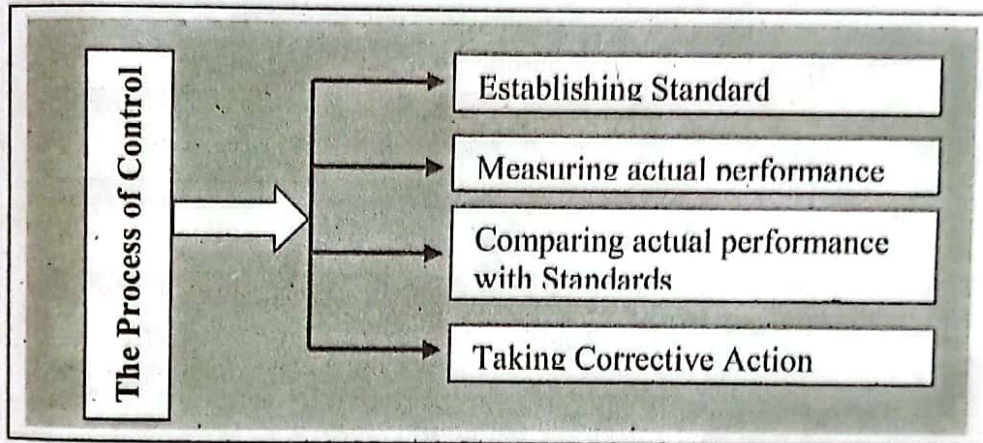 The Process of Control
Establishing Standard
Measuring actual performance
Comparing actual performance
with Standards
Taking Corrective Action